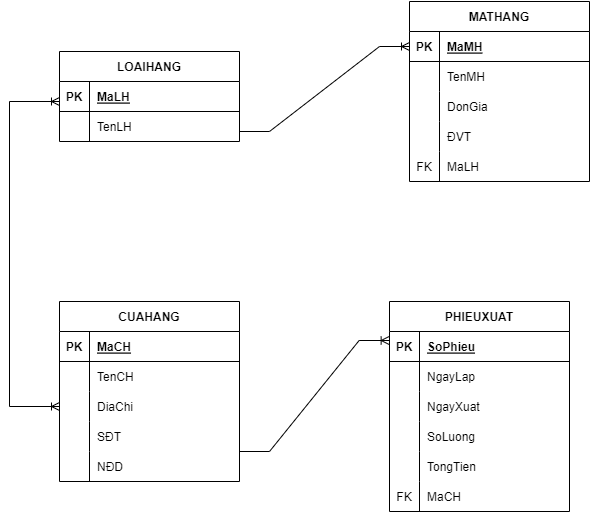 MATHANG
PK MaMH
TenMH
DonGia
ĐVT
FK MaLH
LOAIHANG
PK MaLH
TenLH
CUAHANG
PK MaCH
TenCH
DiaChi
SĐT
NĐD
PHIEUXUAT
PK SoPhieu
NgayLap
NgayXuat
SoLuong
TongTien
FK MaCH